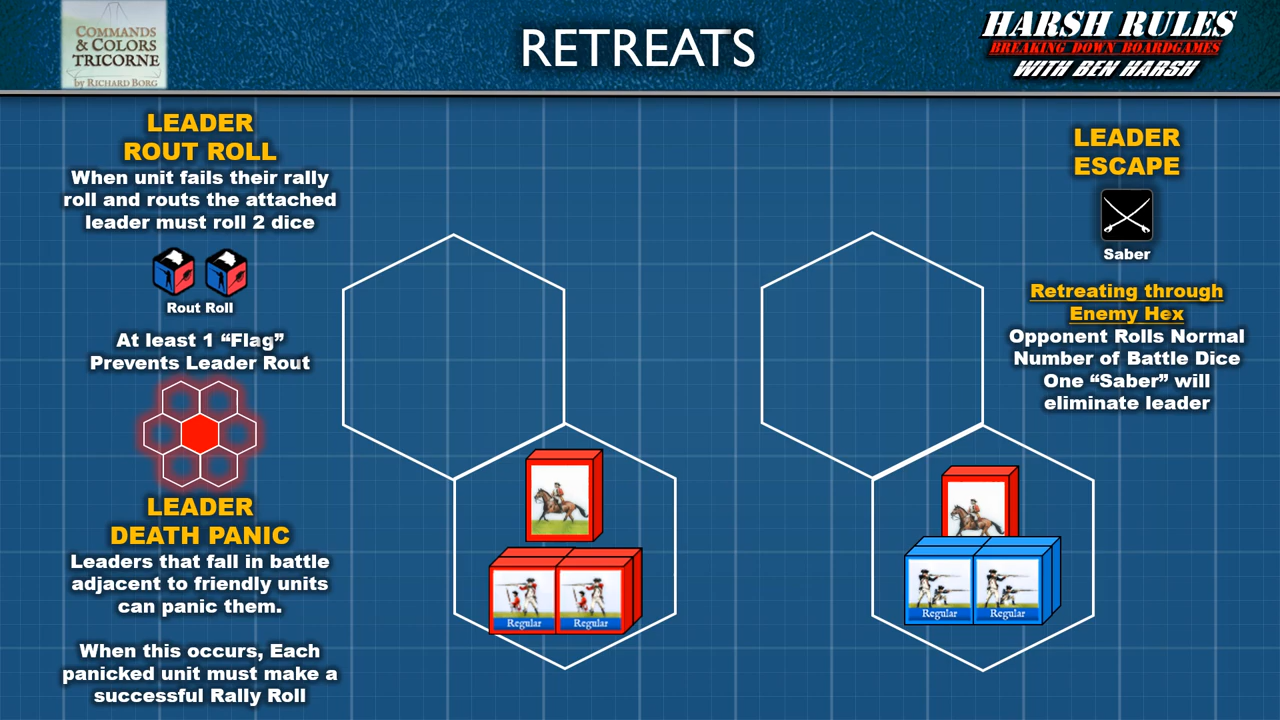 COMMANDS
& COLORS
TRICORNE
by RICHARD BORG
RETREATS
HARSH RULES
BREAKING DOWN BOARDGAMES
WITH BEN HARSH
LEADER
ROUT ROLL
When unit fails their rally
roll and routs the attached
leader must roll 2 dice
Rout Roll
At least 1 “Flag”
Prevents Leader Rout
LEADER
DEATH PANIC
Leaders that fall in battle
adjacent to friendly units
can panic them.
When this occurs, Each
panicked unit must make a
successful Rally Roll
Regular
Regular
Regular
Regular
LEADER
ESCAPE
Saber
Retreating through
Enemy Hex
Opponent Rolls Normal
Number of Battle Dice
One “Saber” will
eliminate leader